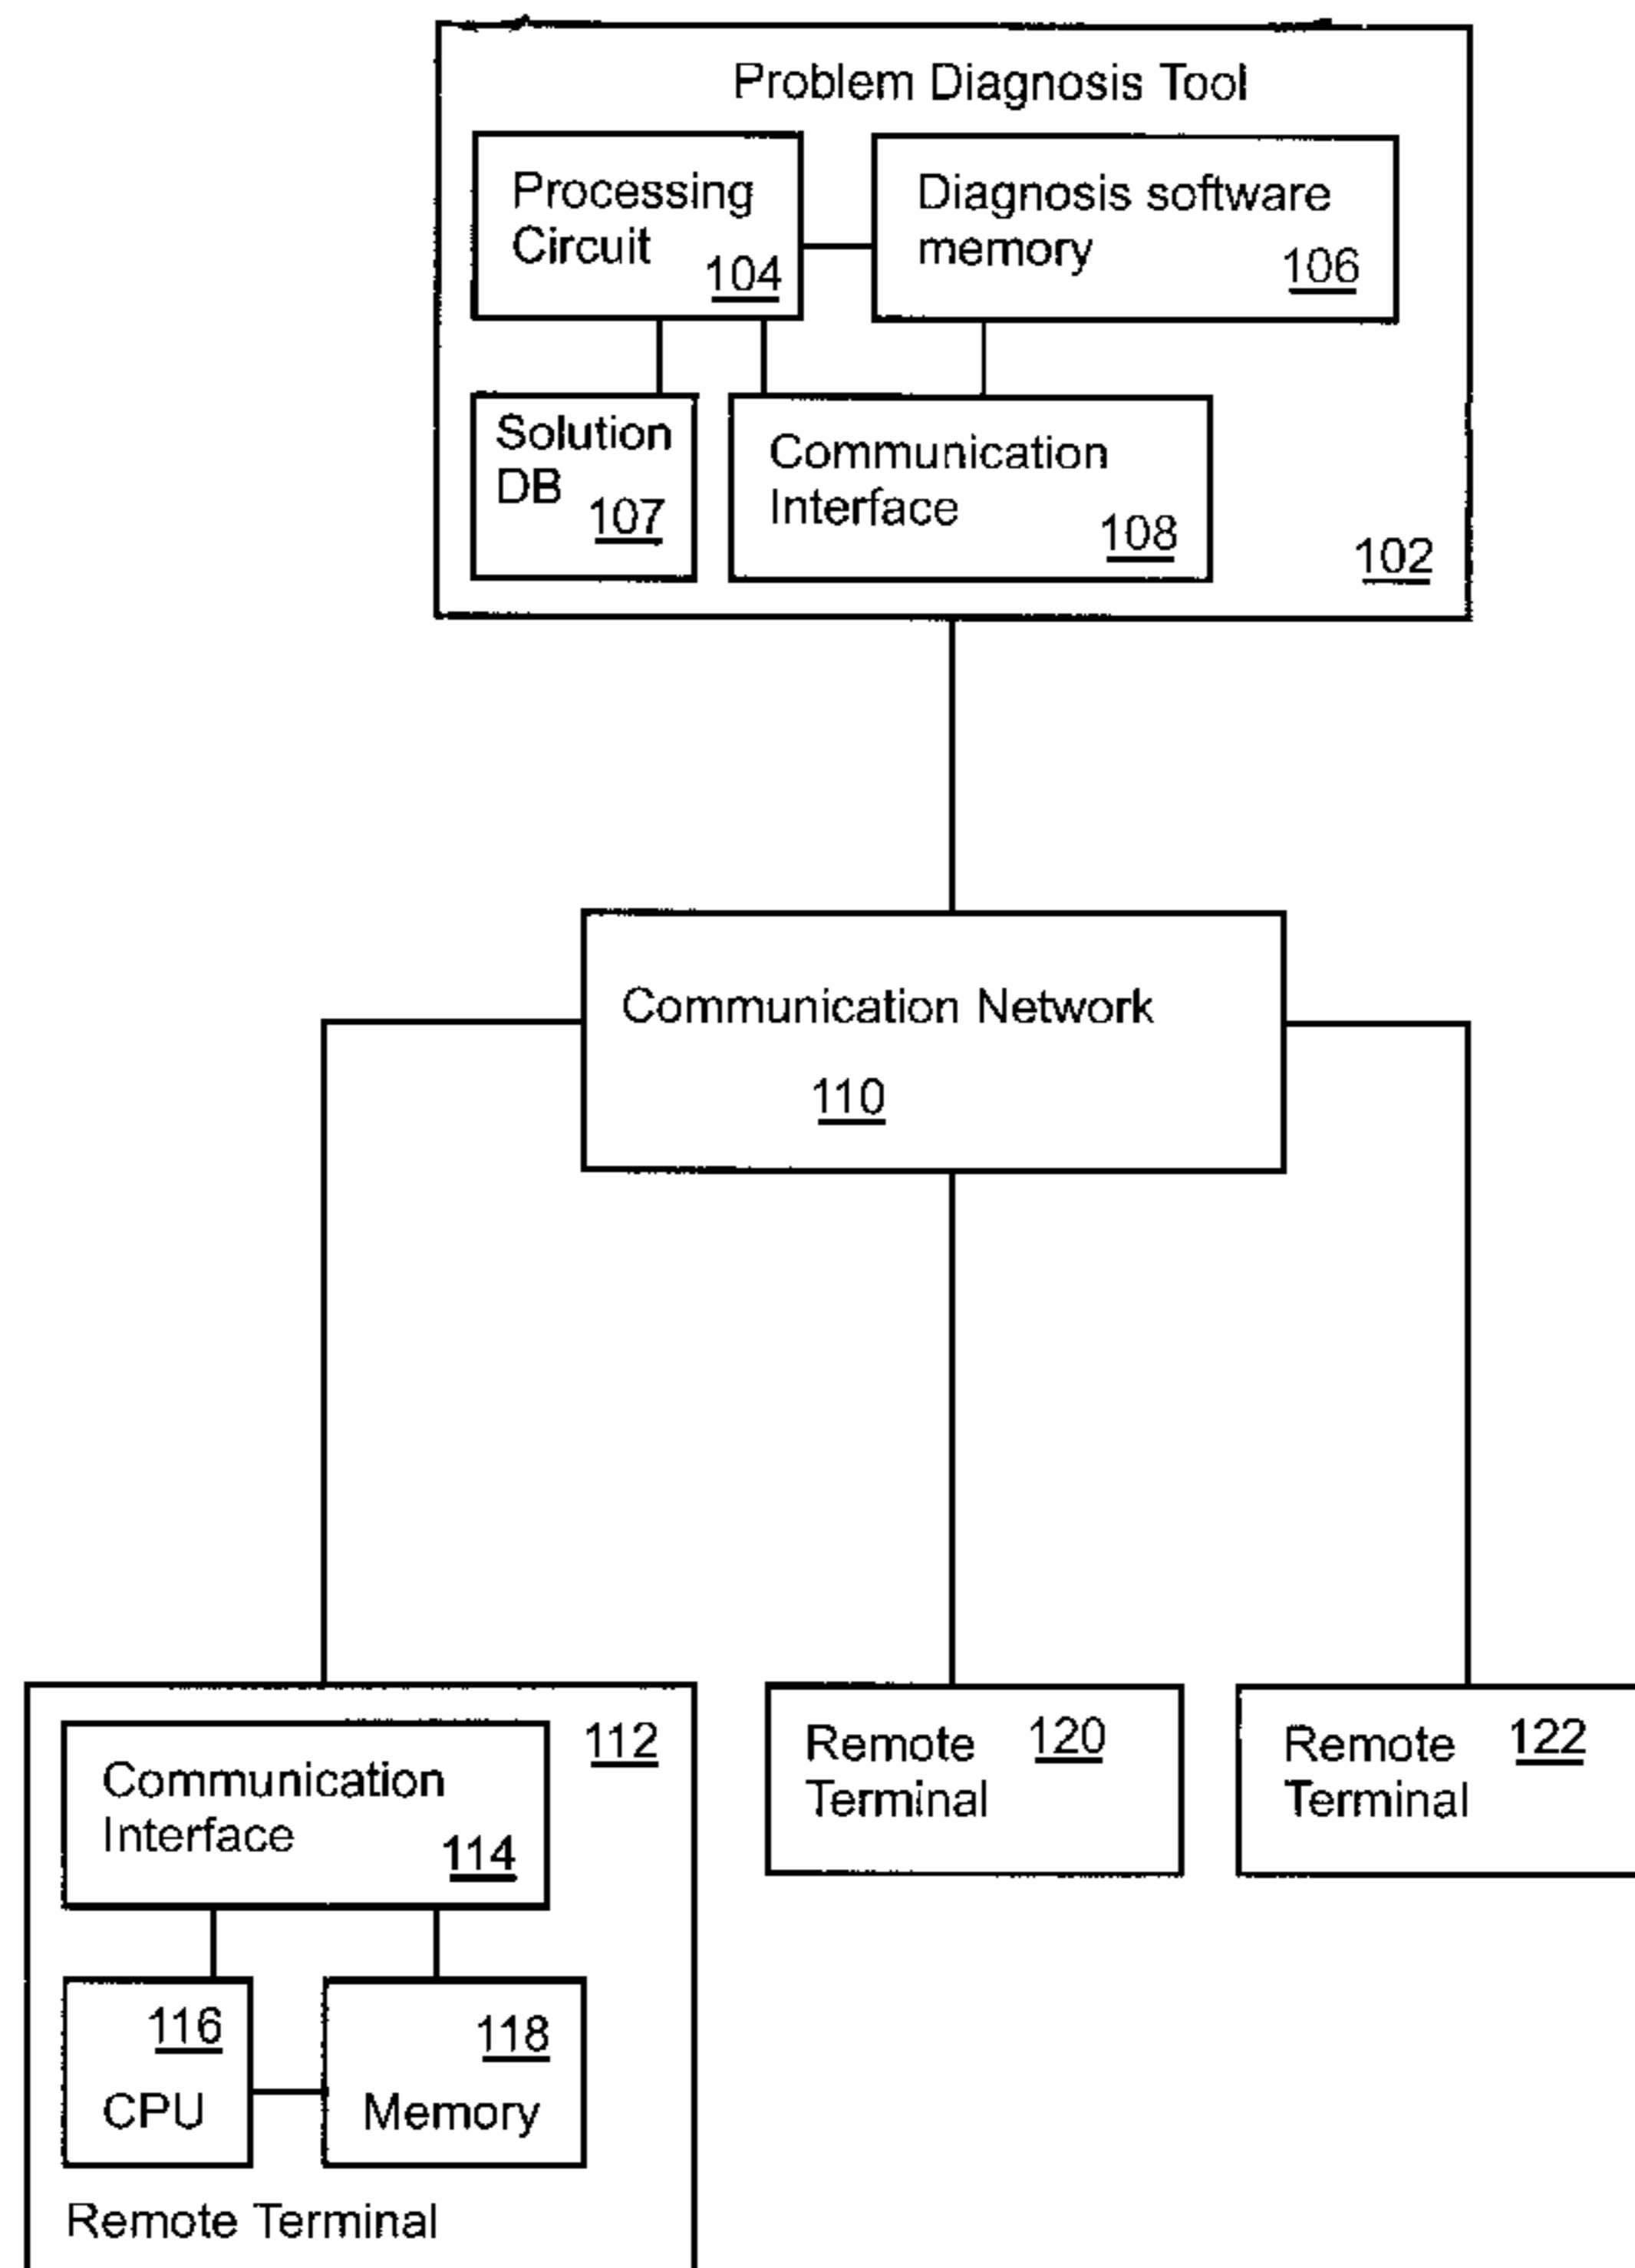 Problem Diagnosis Tool
Processing
Circuit
104
Diagnosis software
memory
106
Solution
DB
107
Communication
Interface
108
102
Communication Network
110
112
Communication
Interface
114
116
CPU
118
Memory
Remote Terminal
Remote
Terminal
120
Remote
Terminal
122